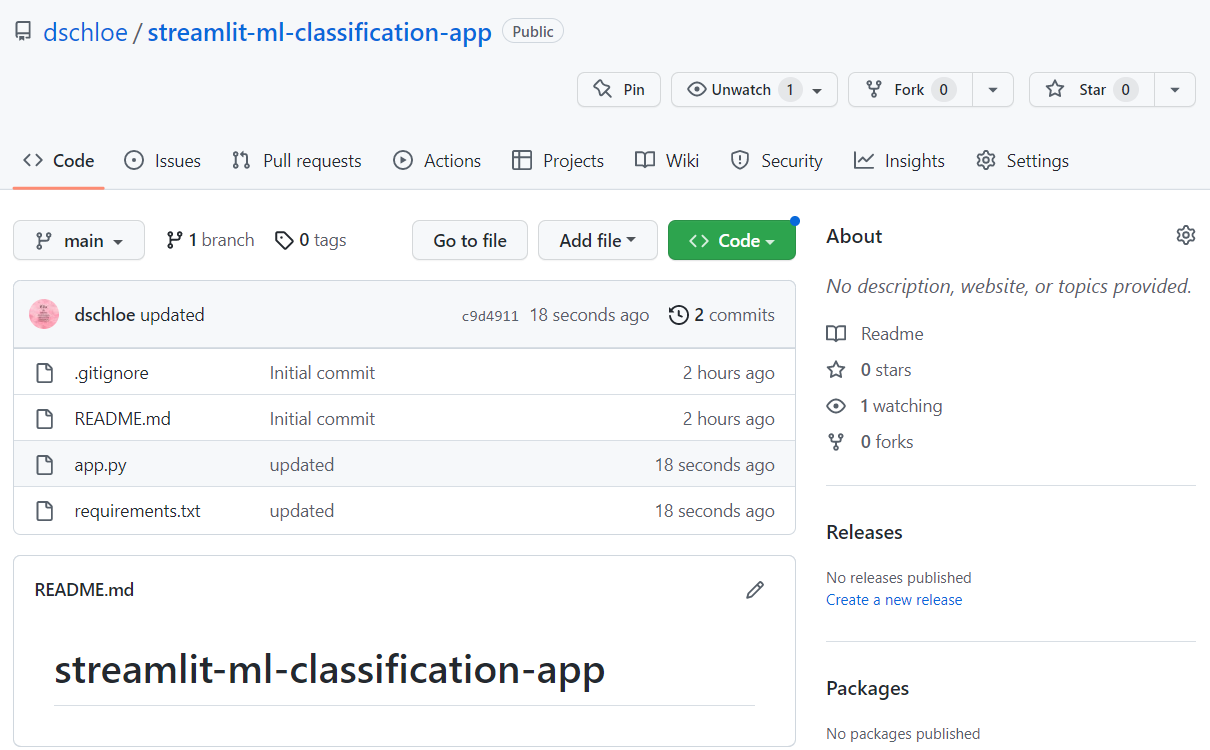 dschloe / streamlit-ml-classification-app Public
Pin Unwatch 1 Fork 0 Star 0
Code Issues Pull requests Actions Projects Wiki Security Insights Settings
main 1 branch 0 tags Go to file Add file Code
dschloe updated c9d4911 18 seconds ago 2 commits
.gitignore Initial commit 2 hours ago
README.md Initial commit 2 hours ago
app.py updated 18 seconds ago
requirements.txt updated 18 seconds ago
README.md
streamlit-ml-classification-app
About
No description, website, or topics provided.
Readme
0 stars
1 watching
0 forks
Releases
No releases published
Create a new release
Packages
No packages published